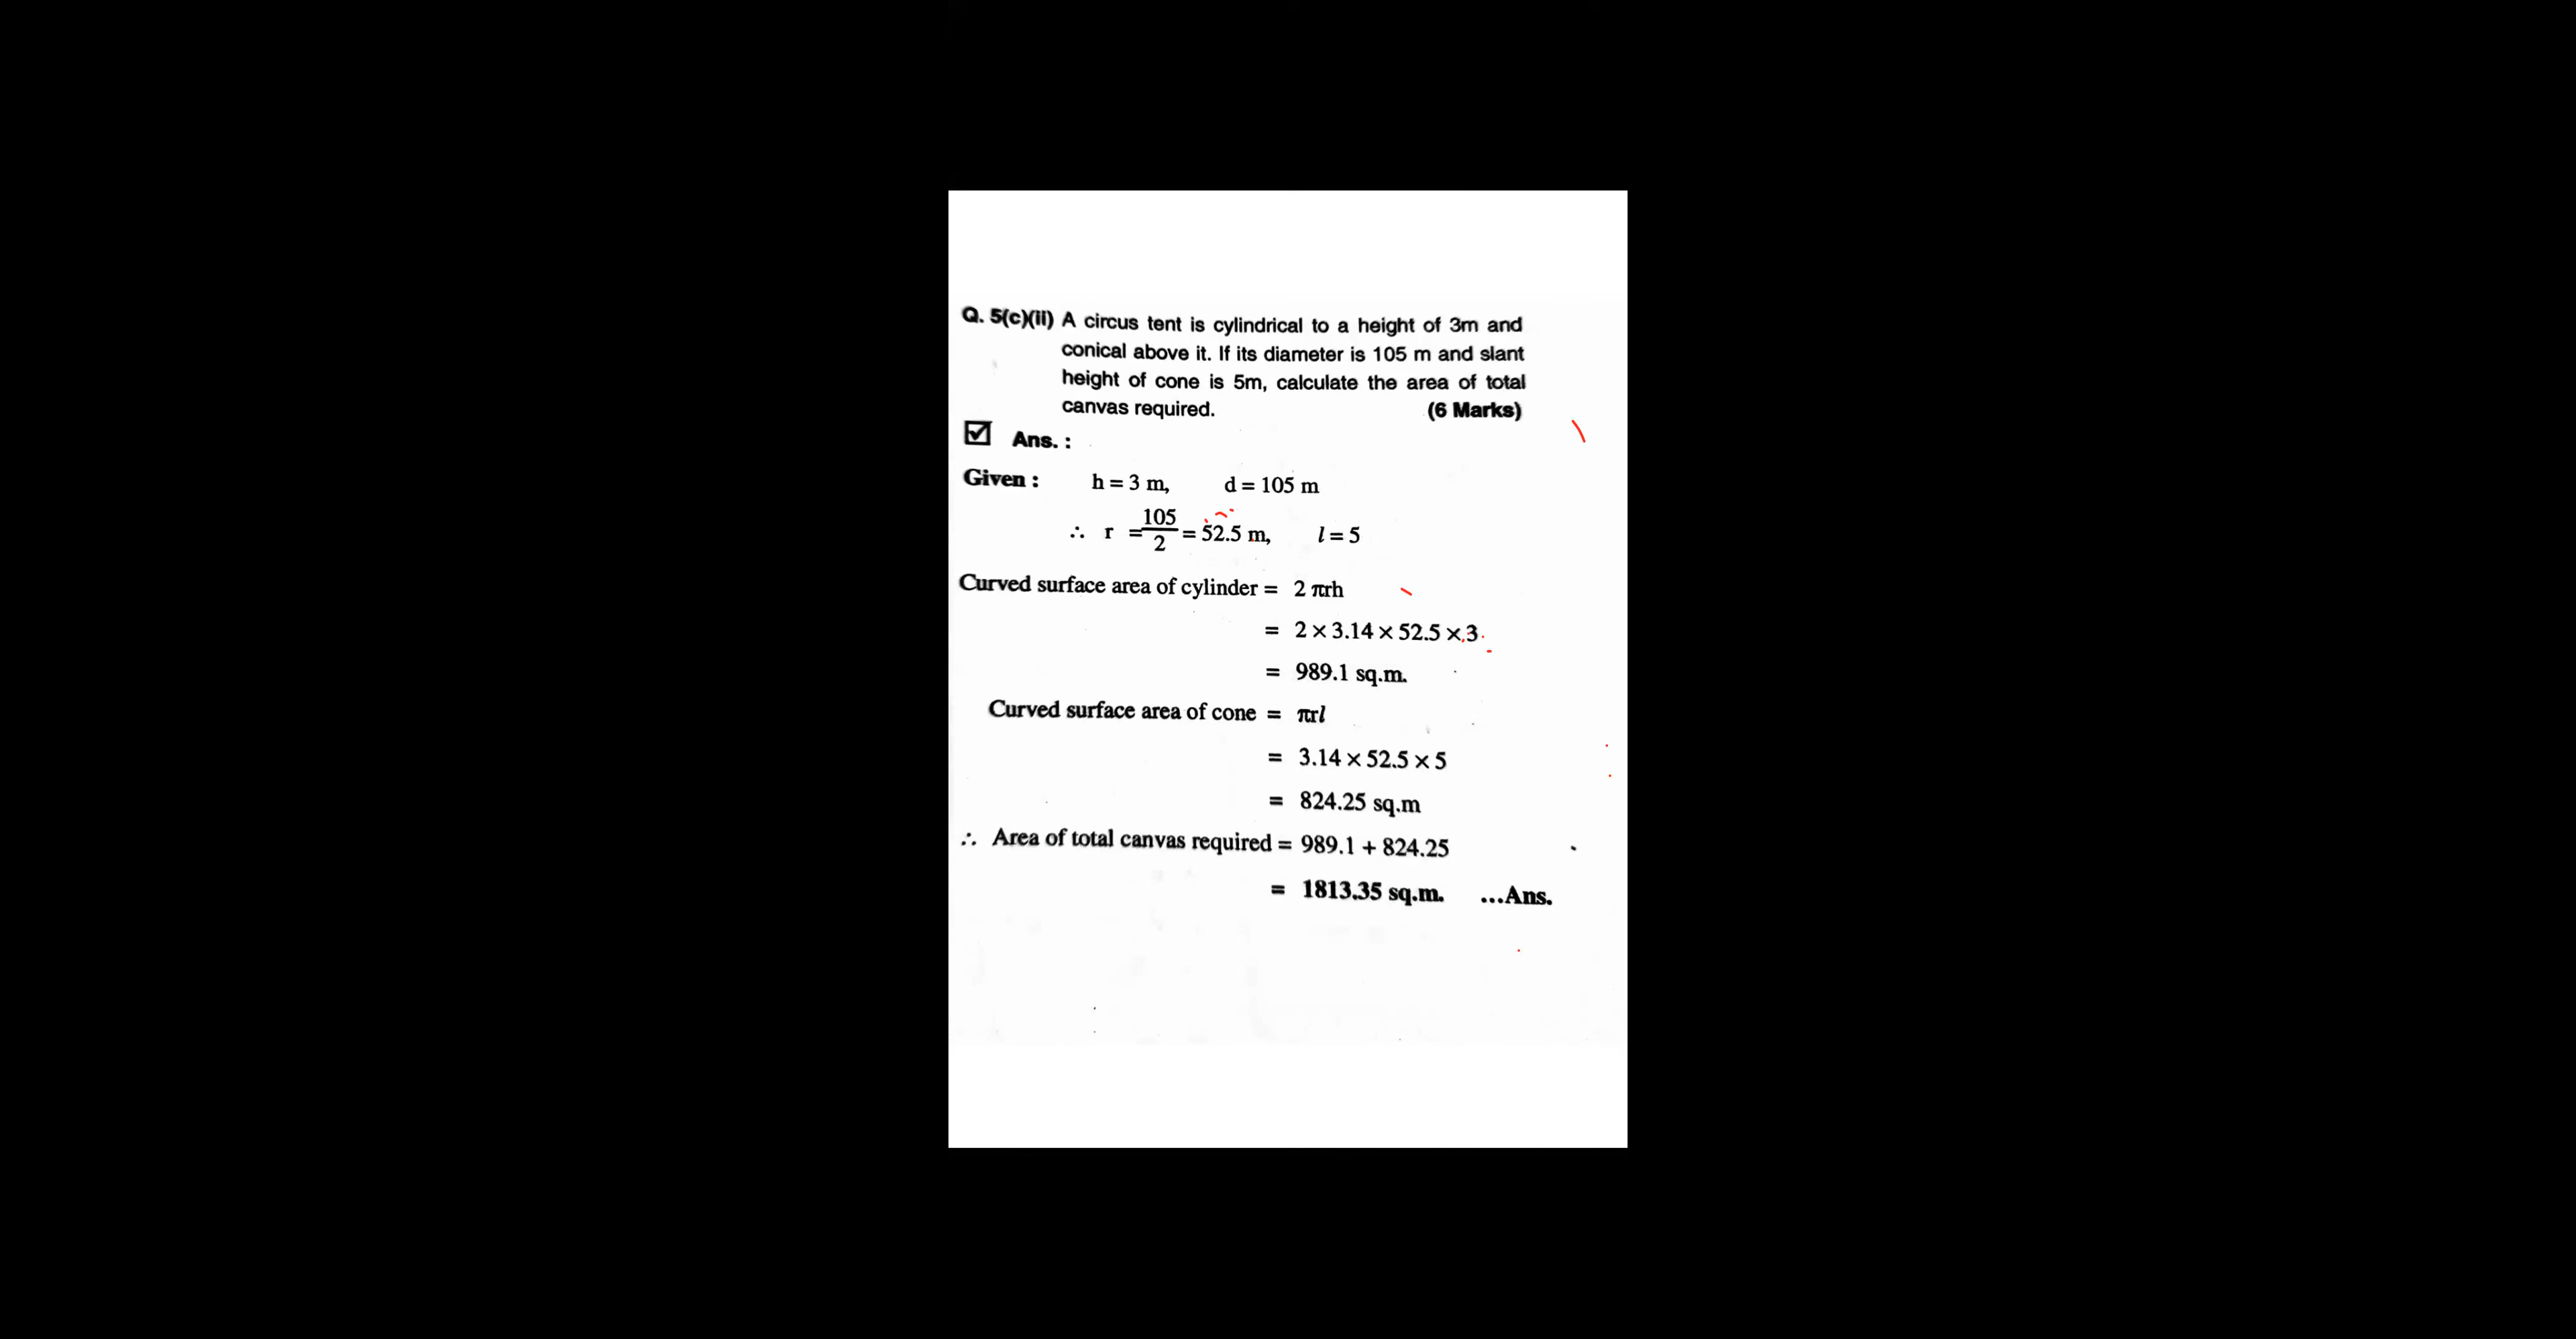 Q. 5(c)(ii) A circus tent is cylindrical to a height of 3m and
conical above it. If its diameter is 105 m and slant
height of cone is 5m, calculate the area of total
canvas required. (6 Marks)
☑ Ans. :
Given : h = 3 m, d = 105 m
∴ r = 105/2 = 52.5 m, l = 5
Curved surface area of cylinder = 2 πrh
= 2 × 3.14 × 52.5 × 3
= 989.1 sq.m.
Curved surface area of cone = πrl
= 3.14 × 52.5 × 5
= 824.25 sq.m
∴ Area of total canvas required = 989.1 + 824.25
= 1813.35 sq.m. ...Ans.